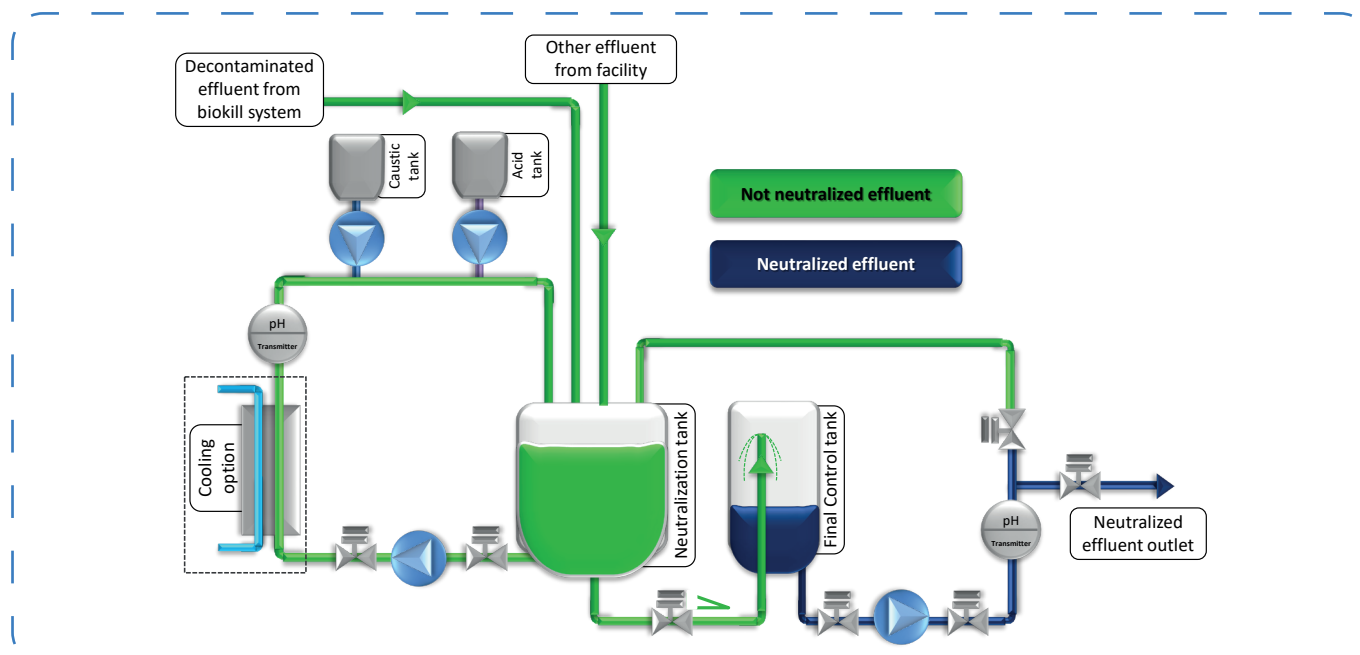 Decontaminated
effluent from
biokill system
Other effluent
from facility
Caustic
tank
Acid
tank
Not neutralized effluent
Neutralized effluent
pH
Transmitter
Cooling
option
Neutralization tank
Final Control tank
pH
Transmitter
Neutralized
effluent outlet